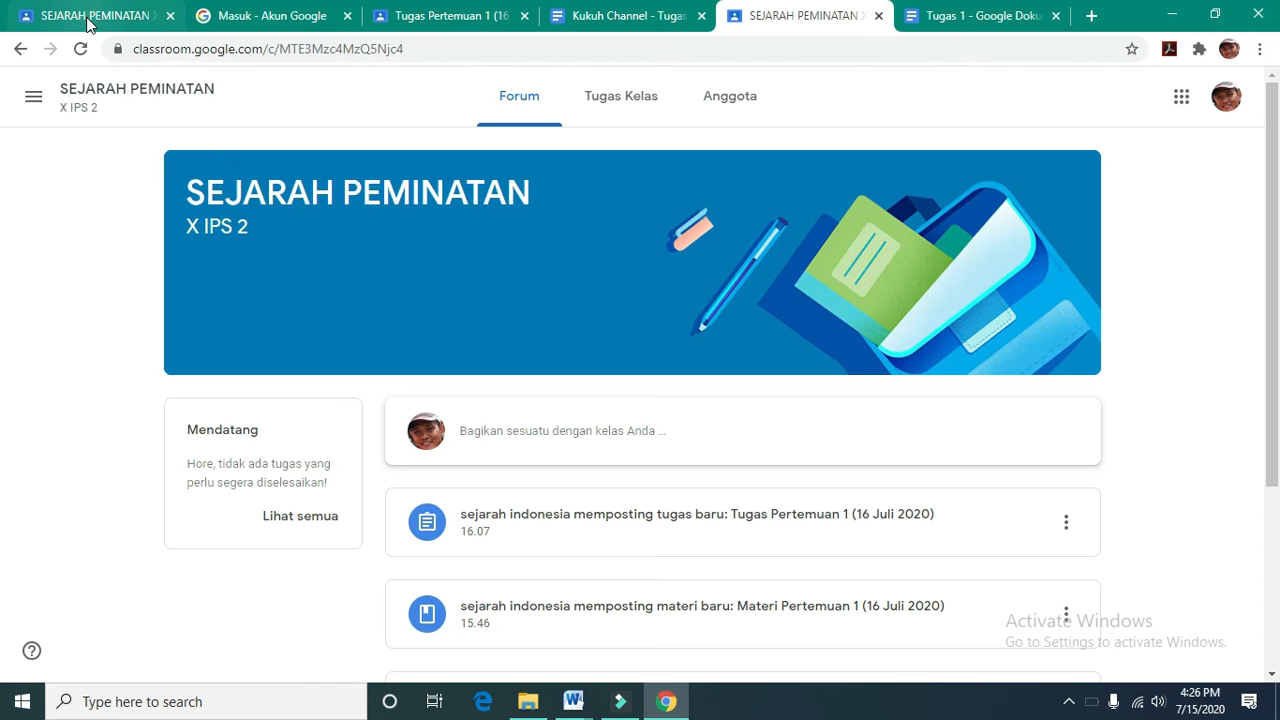 SEJARAH PEMINATAN X
Masuk - Akun Google
Tugas Pertemuan 1 (16
Kukuh Channel - Tugas
SEJARAH PEMINATAN X
Tugas 1 - Google Doku
classroom.google.com/c/MTE3Mzc4MzQ5Njc4
SEJARAH PEMINATAN
X IPS 2
Forum
Tugas Kelas
Anggota
SEJARAH PEMINATAN
X IPS 2
Mendatang
Hore, tidak ada tugas yang
perlu segera diselesaikan!
Lihat semua
Bagikan sesuatu dengan kelas Anda ...
sejarah indonesia memposting tugas baru: Tugas Pertemuan 1 (16 Juli 2020)
16.07
sejarah indonesia memposting materi baru: Materi Pertemuan 1 (16 Juli 2020)
15.46
Activate Windows
Go to Settings to activate Windows.
Type here to search
4:26 PM
7/15/2020